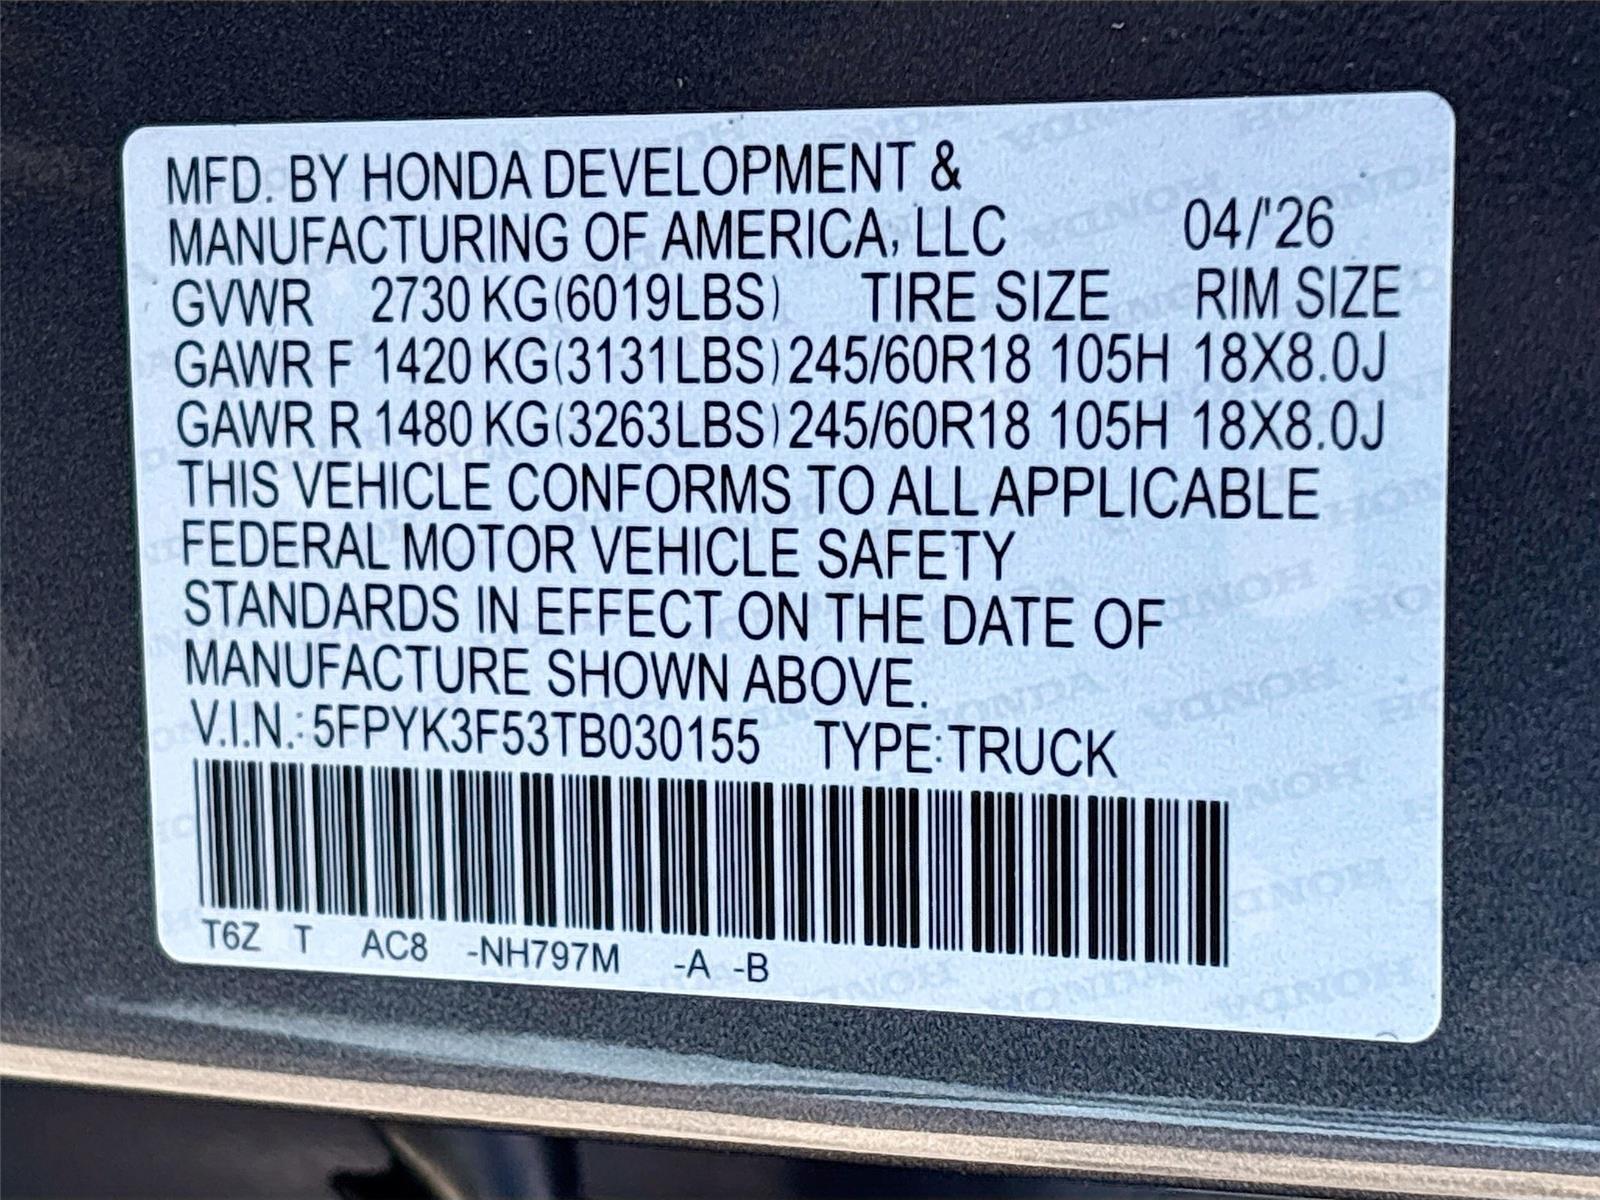 MFD. BY HONDA DEVELOPMENT &
MANUFACTURING OF AMERICA, LLC 04/'26
GVWR 2730 KG(6019LBS) TIRE SIZE RIM SIZE
GAWR F 1420 KG(3131LBS) 245/60R18 105H 18X8.0J
GAWR R 1480 KG(3263LBS) 245/60R18 105H 18X8.0J
THIS VEHICLE CONFORMS TO ALL APPLICABLE
FEDERAL MOTOR VEHICLE SAFETY
STANDARDS IN EFFECT ON THE DATE OF
MANUFACTURE SHOWN ABOVE.
V.I.N.: 5FPYK3F53TB030155 TYPE:TRUCK
T6Z T AC8 -NH797M -A -B